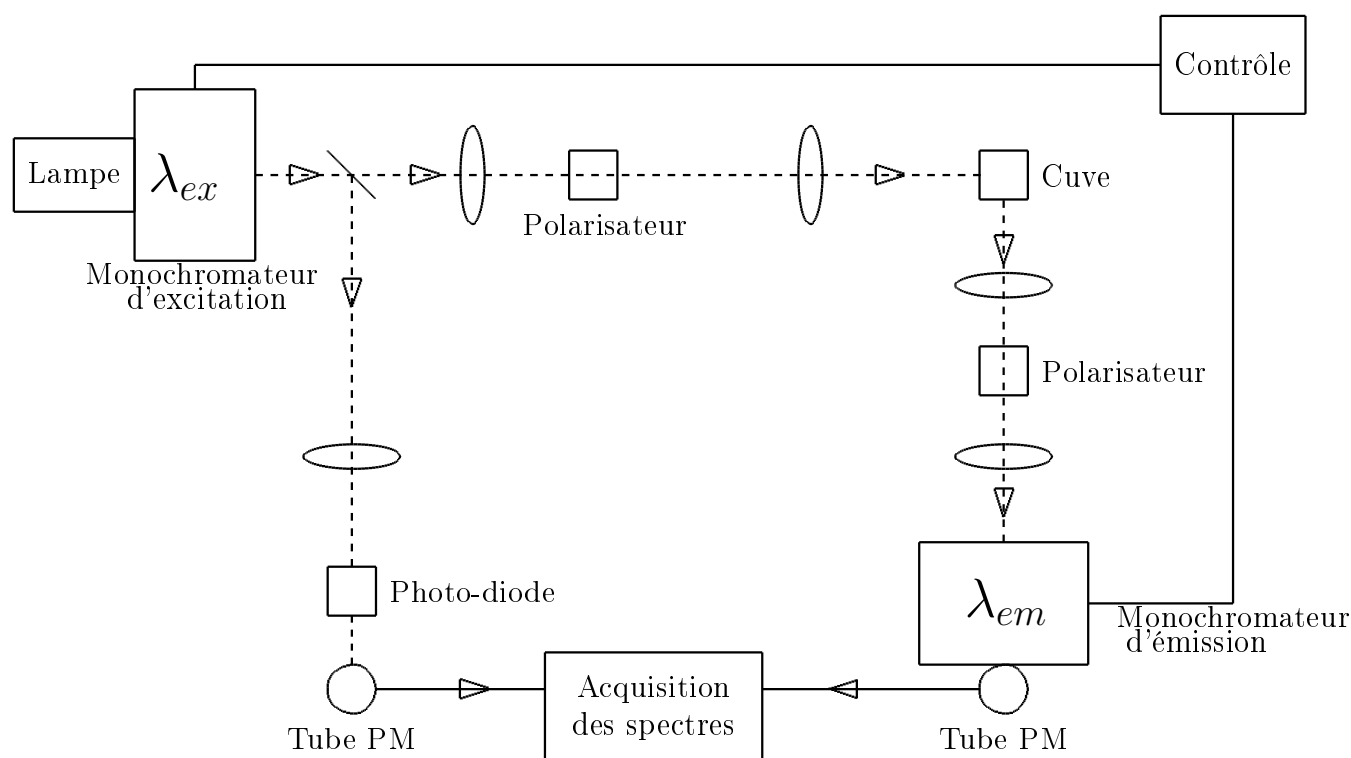 Contrôle
Lampe
λex
Cuve
Polarisateur
Monochromateur
d'excitation
Polarisateur
Photo-diode
λem
Monochromateur
d'émission
Acquisition
des spectres
Tube PM
Tube PM